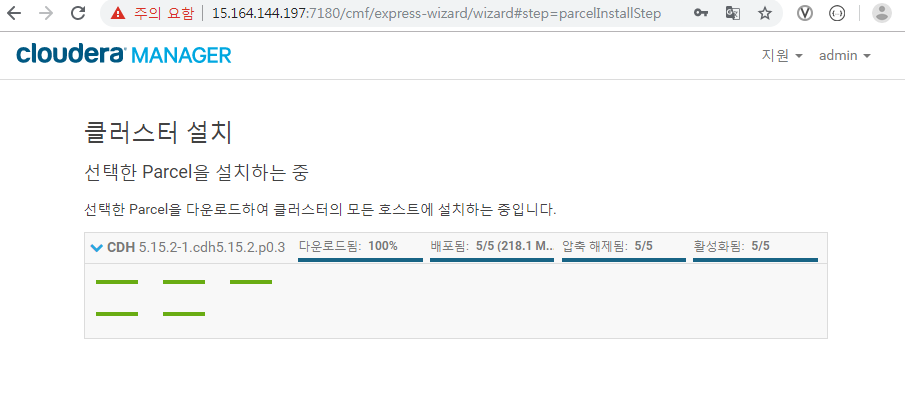 주의 요함 | 15.164.144.197:7180/cmf/express-wizard/wizard#step=parcelInstallStep
cloudera MANAGER
지원 admin
클러스터 설치
선택한 Parcel을 설치하는 중
선택한 Parcel을 다운로드하여 클러스터의 모든 호스트에 설치하는 중입니다.
CDH 5.15.2-1.cdh5.15.2.p0.3 다운로드됨: 100% 배포됨: 5/5 (218.1 M.. 압축 해제됨: 5/5 활성화됨: 5/5